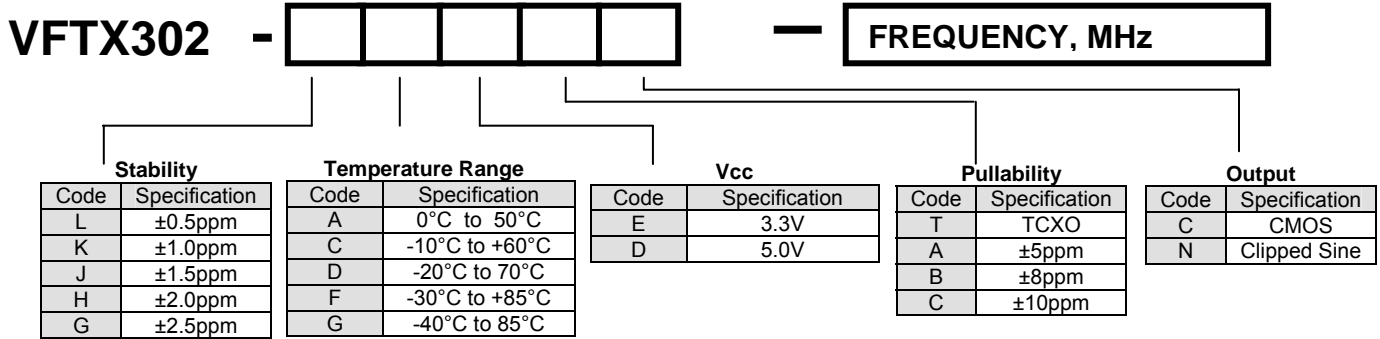 VFTX302 - — FREQUENCY, MHz
Stability
Code Specification
L ±0.5ppm
K ±1.0ppm
J ±1.5ppm
H ±2.0ppm
G ±2.5ppm
Temperature Range
Code Specification
A 0°C to 50°C
C -10°C to +60°C
D -20°C to 70°C
F -30°C to +85°C
G -40°C to 85°C
Vcc
Code Specification
E 3.3V
D 5.0V
Pullability
Code Specification
T TCXO
A ±5ppm
B ±8ppm
C ±10ppm
Output
Code Specification
C CMOS
N Clipped Sine